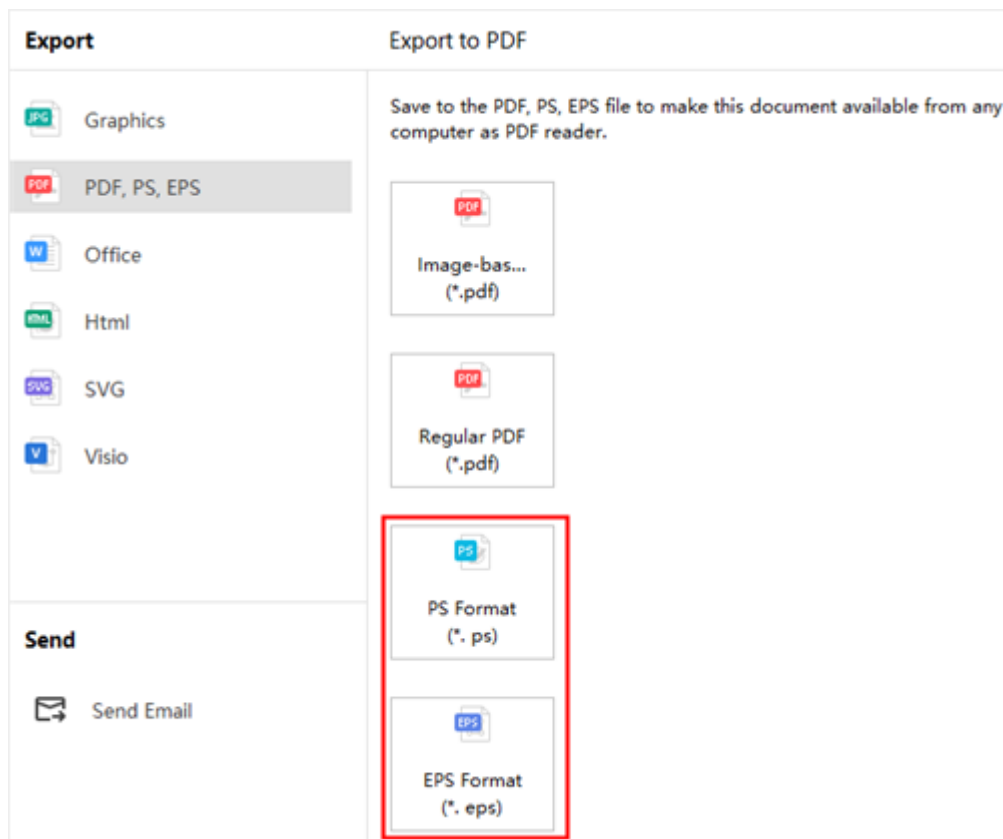 Export
Export to PDF
JPG
Graphics
PDF
PDF, PS, EPS
W
Office
HTML
Html
SVG
SVG
V
Visio
Send
Send Email
Save to the PDF, PS, EPS file to make this document available from any
computer as PDF reader.
PDF
Image-bas...
(*.pdf)
PDF
Regular PDF
(*.pdf)
PS
PS Format
(*. ps)
EPS
EPS Format
(*. eps)